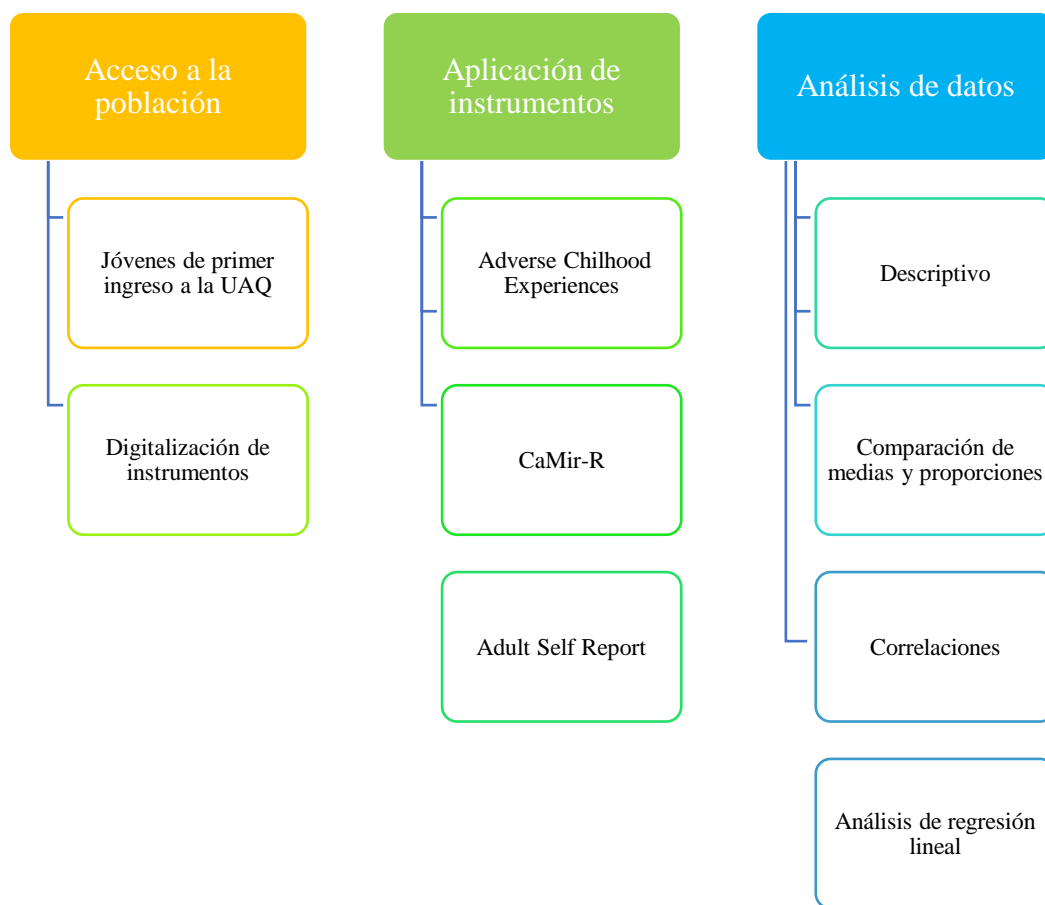 Acceso a la
población
Jóvenes de primer
ingreso a la UAQ
Digitalización de
instrumentos
Aplicación de
instrumentos
Adverse Chilhood
Experiences
CaMir-R
Adult Self Report
Análisis de datos
Descriptivo
Comparación de
medias y proporciones
Correlaciones
Análisis de regresión
lineal